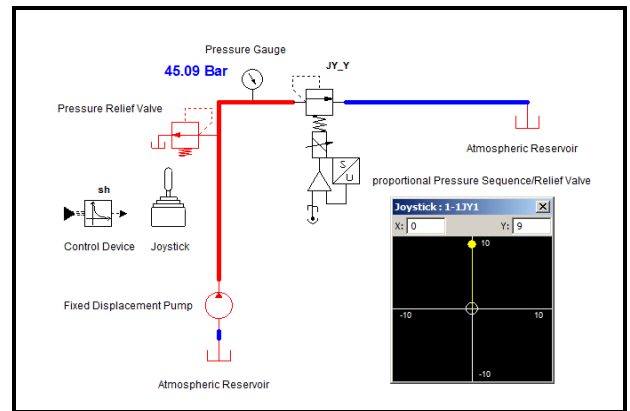 Pressure Gauge
45.09 Bar
JY_Y
Pressure Relief Valve
Atmospheric Reservoir
sh
S
U
proportional Pressure Sequence/Relief Valve
Control Device
Joystick
Joystick : 1-1JY1
X: 0
Y: 9
10
-10
10
-10
Fixed Displacement Pump
Atmospheric Reservoir